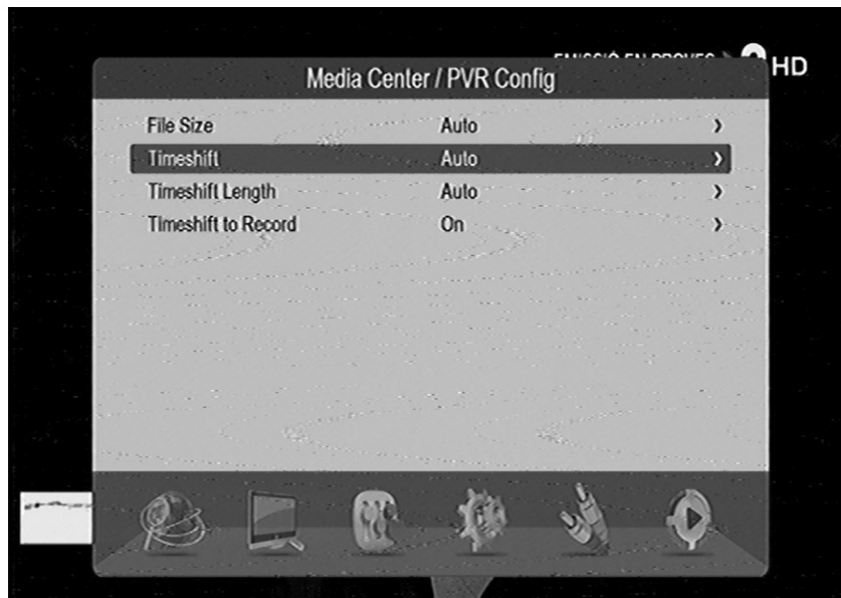 HD
Media Center / PVR Config
File Size Auto
Timeshift Auto
Timeshift Length Auto
Timeshift to Record On